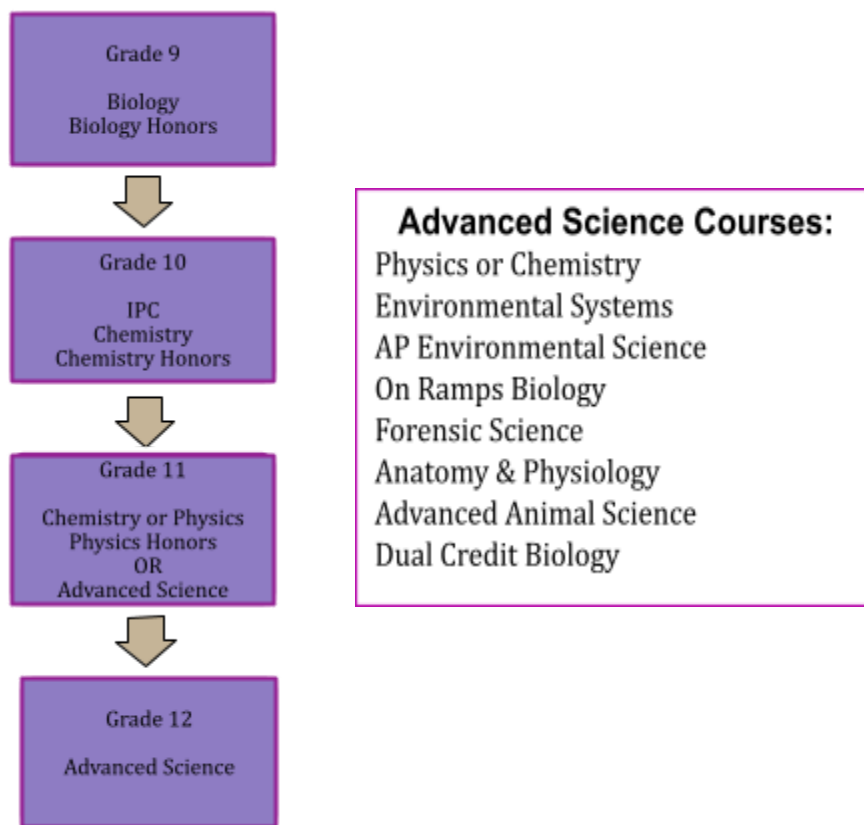 Grade 9
Biology
Biology Honors
Grade 10
IPC
Chemistry
Chemistry Honors
Grade 11
Chemistry or Physics
Physics Honors
OR
Advanced Science
Grade 12
Advanced Science
Advanced Science Courses:
Physics or Chemistry
Environmental Systems
AP Environmental Science
On Ramps Biology
Forensic Science
Anatomy & Physiology
Advanced Animal Science
Dual Credit Biology